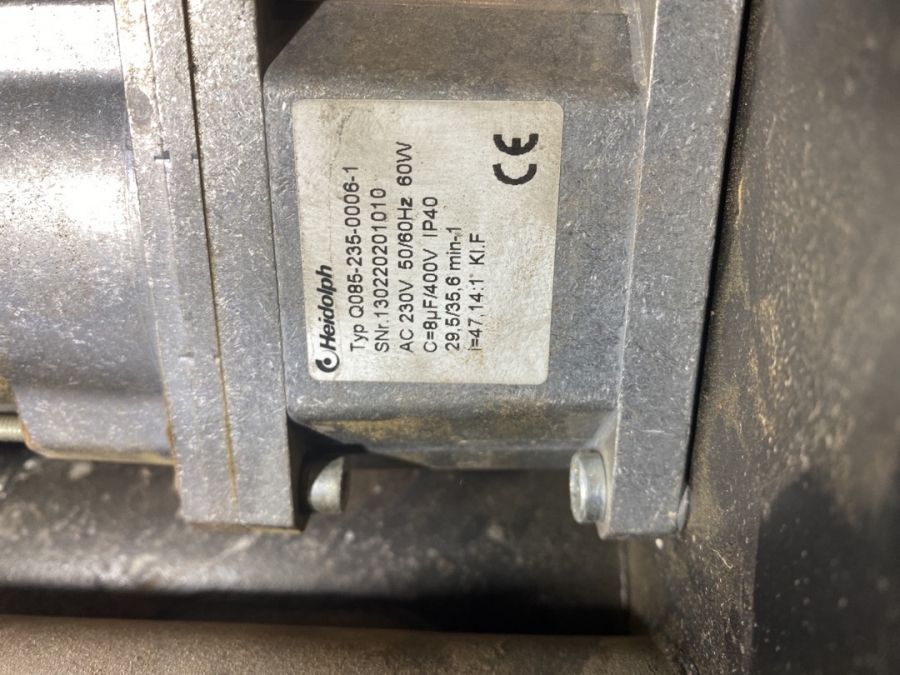 Heidolph
Typ Q085-235-0006-1
SNr.130220201010
AC 230V 50/60Hz 60W
C=8µF/400V IP40
29,5/35,6 min-1
i=47,14:1 Kl.F
CE